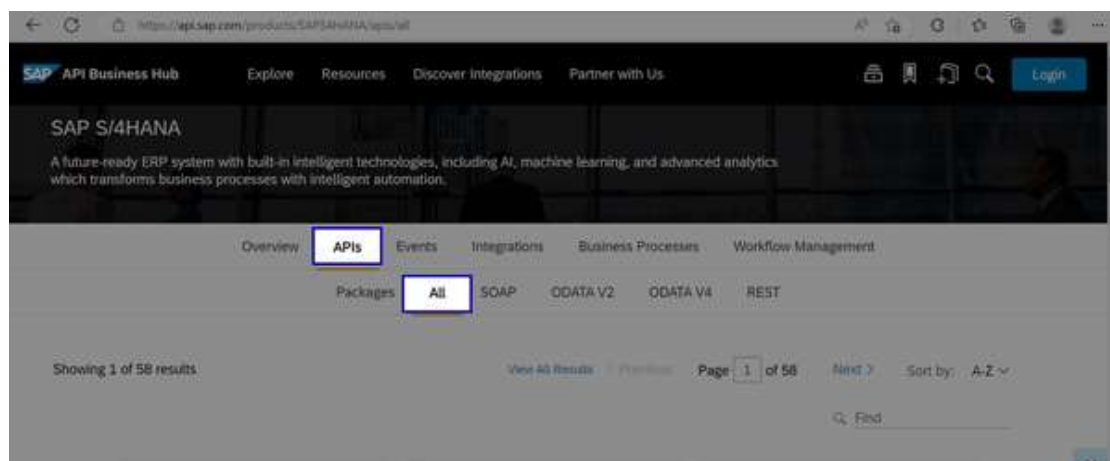 https://api.sap.com/products/SAPS4HANA/apis/all
SAP API Business Hub Explore Resources Discover Integrations Partner with Us Login
SAP S/4HANA
A future-ready ERP system with built-in intelligent technologies, including AI, machine learning, and advanced analytics
which transforms business processes with intelligent automation.
Overview APIs Events Integrations Business Processes Workflow Management
Packages All SOAP ODATA V2 ODATA V4 REST
Showing 1 of 58 results View All Results Previous Page 1 of 58 Next > Sort by: A-Z
Find